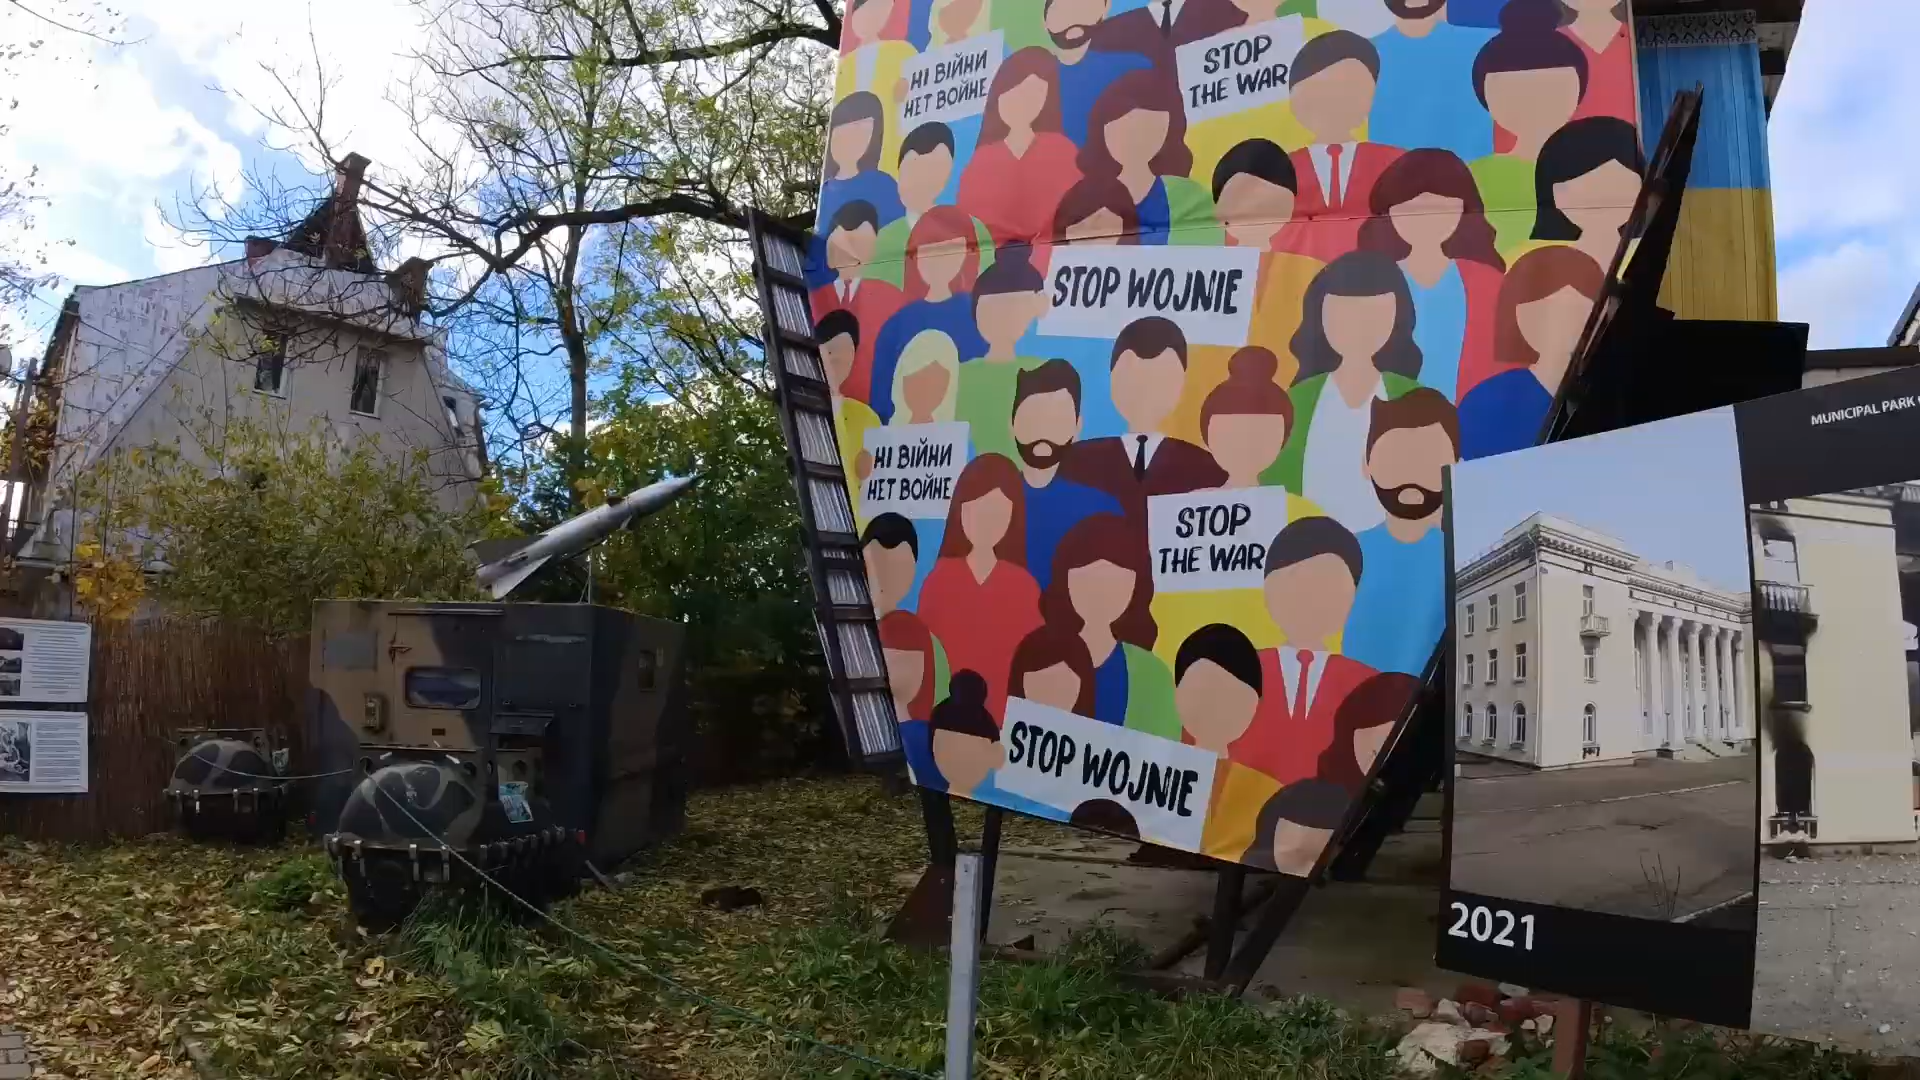 НІ ВІЙНИ
НЕТ ВОЙНЕ
STOP
THE WAR
STOP WOJNIE
НІ ВІЙНИ
НЕТ ВОЙНЕ
STOP
THE WAR
STOP WOJNIE
MUNICIPAL PARK
2021